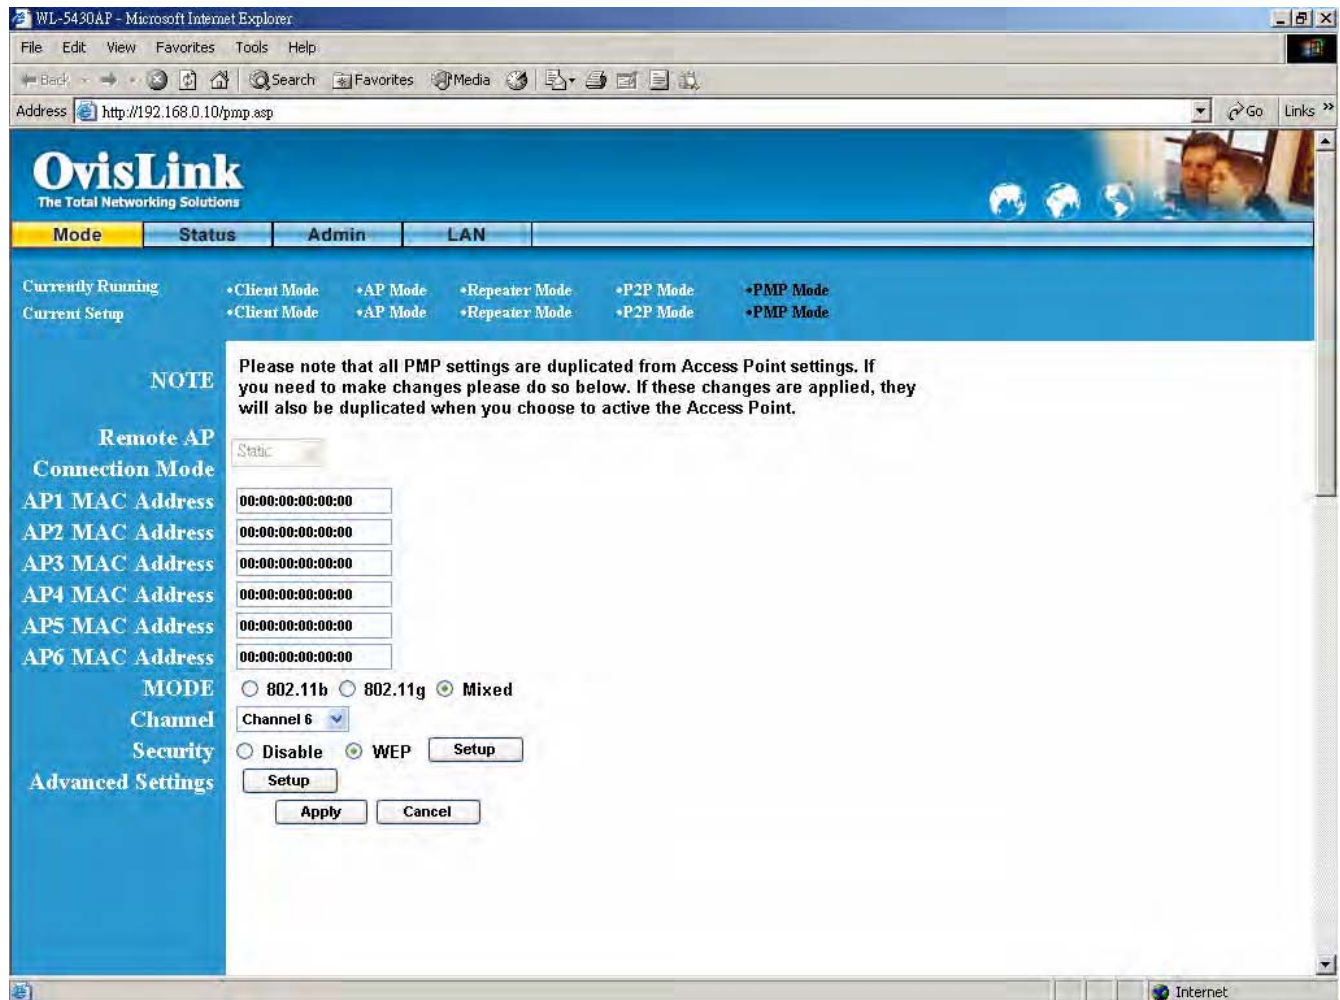 WL-5430AP - Microsoft Internet Explorer
File Edit View Favorites Tools Help
Back Search Favorites Media
Address http://192.168.0.10/pmp.asp Go Links »
OvisLink
The Total Networking Solutions
Mode Status Admin LAN
Currently Running •Client Mode •AP Mode •Repeater Mode •P2P Mode •PMP Mode
Current Setup •Client Mode •AP Mode •Repeater Mode •P2P Mode •PMP Mode
NOTE
Please note that all PMP settings are duplicated from Access Point settings. If
you need to make changes please do so below. If these changes are applied, they
will also be duplicated when you choose to active the Access Point.
Remote AP
Connection Mode
Static
AP1 MAC Address 00:00:00:00:00:00
AP2 MAC Address 00:00:00:00:00:00
AP3 MAC Address 00:00:00:00:00:00
AP4 MAC Address 00:00:00:00:00:00
AP5 MAC Address 00:00:00:00:00:00
AP6 MAC Address 00:00:00:00:00:00
MODE 802.11b 802.11g Mixed
Channel Channel 6
Security Disable WEP Setup
Advanced Settings Setup
Apply Cancel
Internet